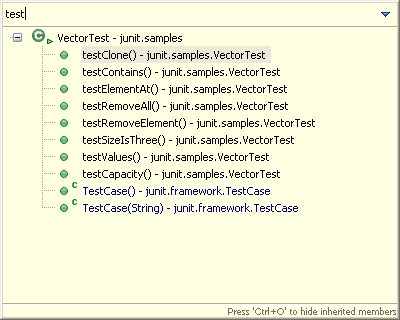 test
VectorTest - junit.samples
testClone() - junit.samples.VectorTest
testContains() - junit.samples.VectorTest
testElementAt() - junit.samples.VectorTest
testRemoveAll() - junit.samples.VectorTest
testRemoveElement() - junit.samples.VectorTest
testSizeIsThree() - junit.samples.VectorTest
testValues() - junit.samples.VectorTest
testCapacity() - junit.samples.VectorTest
C TestCase() - junit.framework.TestCase
C TestCase(String) - junit.framework.TestCase
Press 'Ctrl+O' to hide inherited members